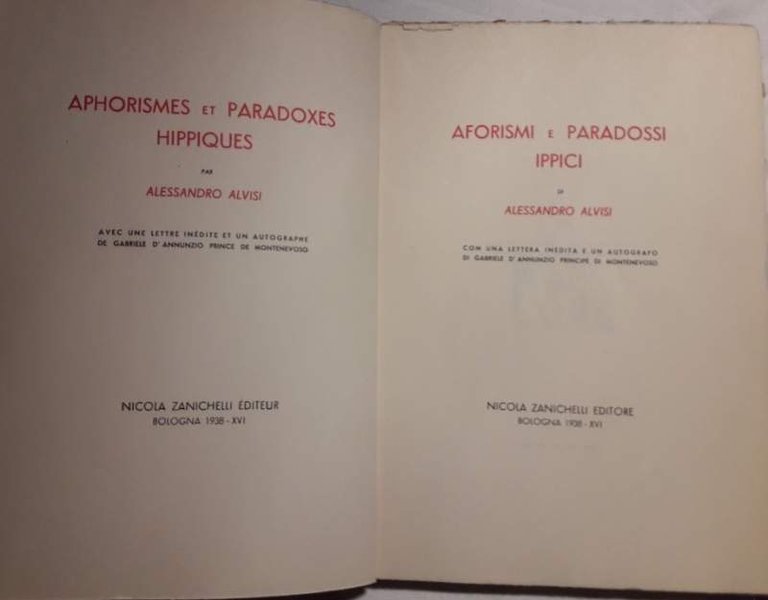 APHORISMES ET PARADOXES
HIPPIQUES
PAR
ALESSANDRO ALVISI
AVEC UNE LETTRE INÉDITE ET UN AUTOGRAPHE
DE GABRIELE D'ANNUNZIO PRINCE DE MONTENEVOSO
NICOLA ZANICHELLI ÉDITEUR
BOLOGNA 1938-XVI
AFORISMI E PARADOSSI
IPPICI
DI
ALESSANDRO ALVISI
CON UNA LETTERA INEDITA E UN AUTOGRAFO
DI GABRIELE D'ANNUNZIO PRINCIPE DI MONTENEVOSO
NICOLA ZANICHELLI EDITORE
BOLOGNA 1938-XVI